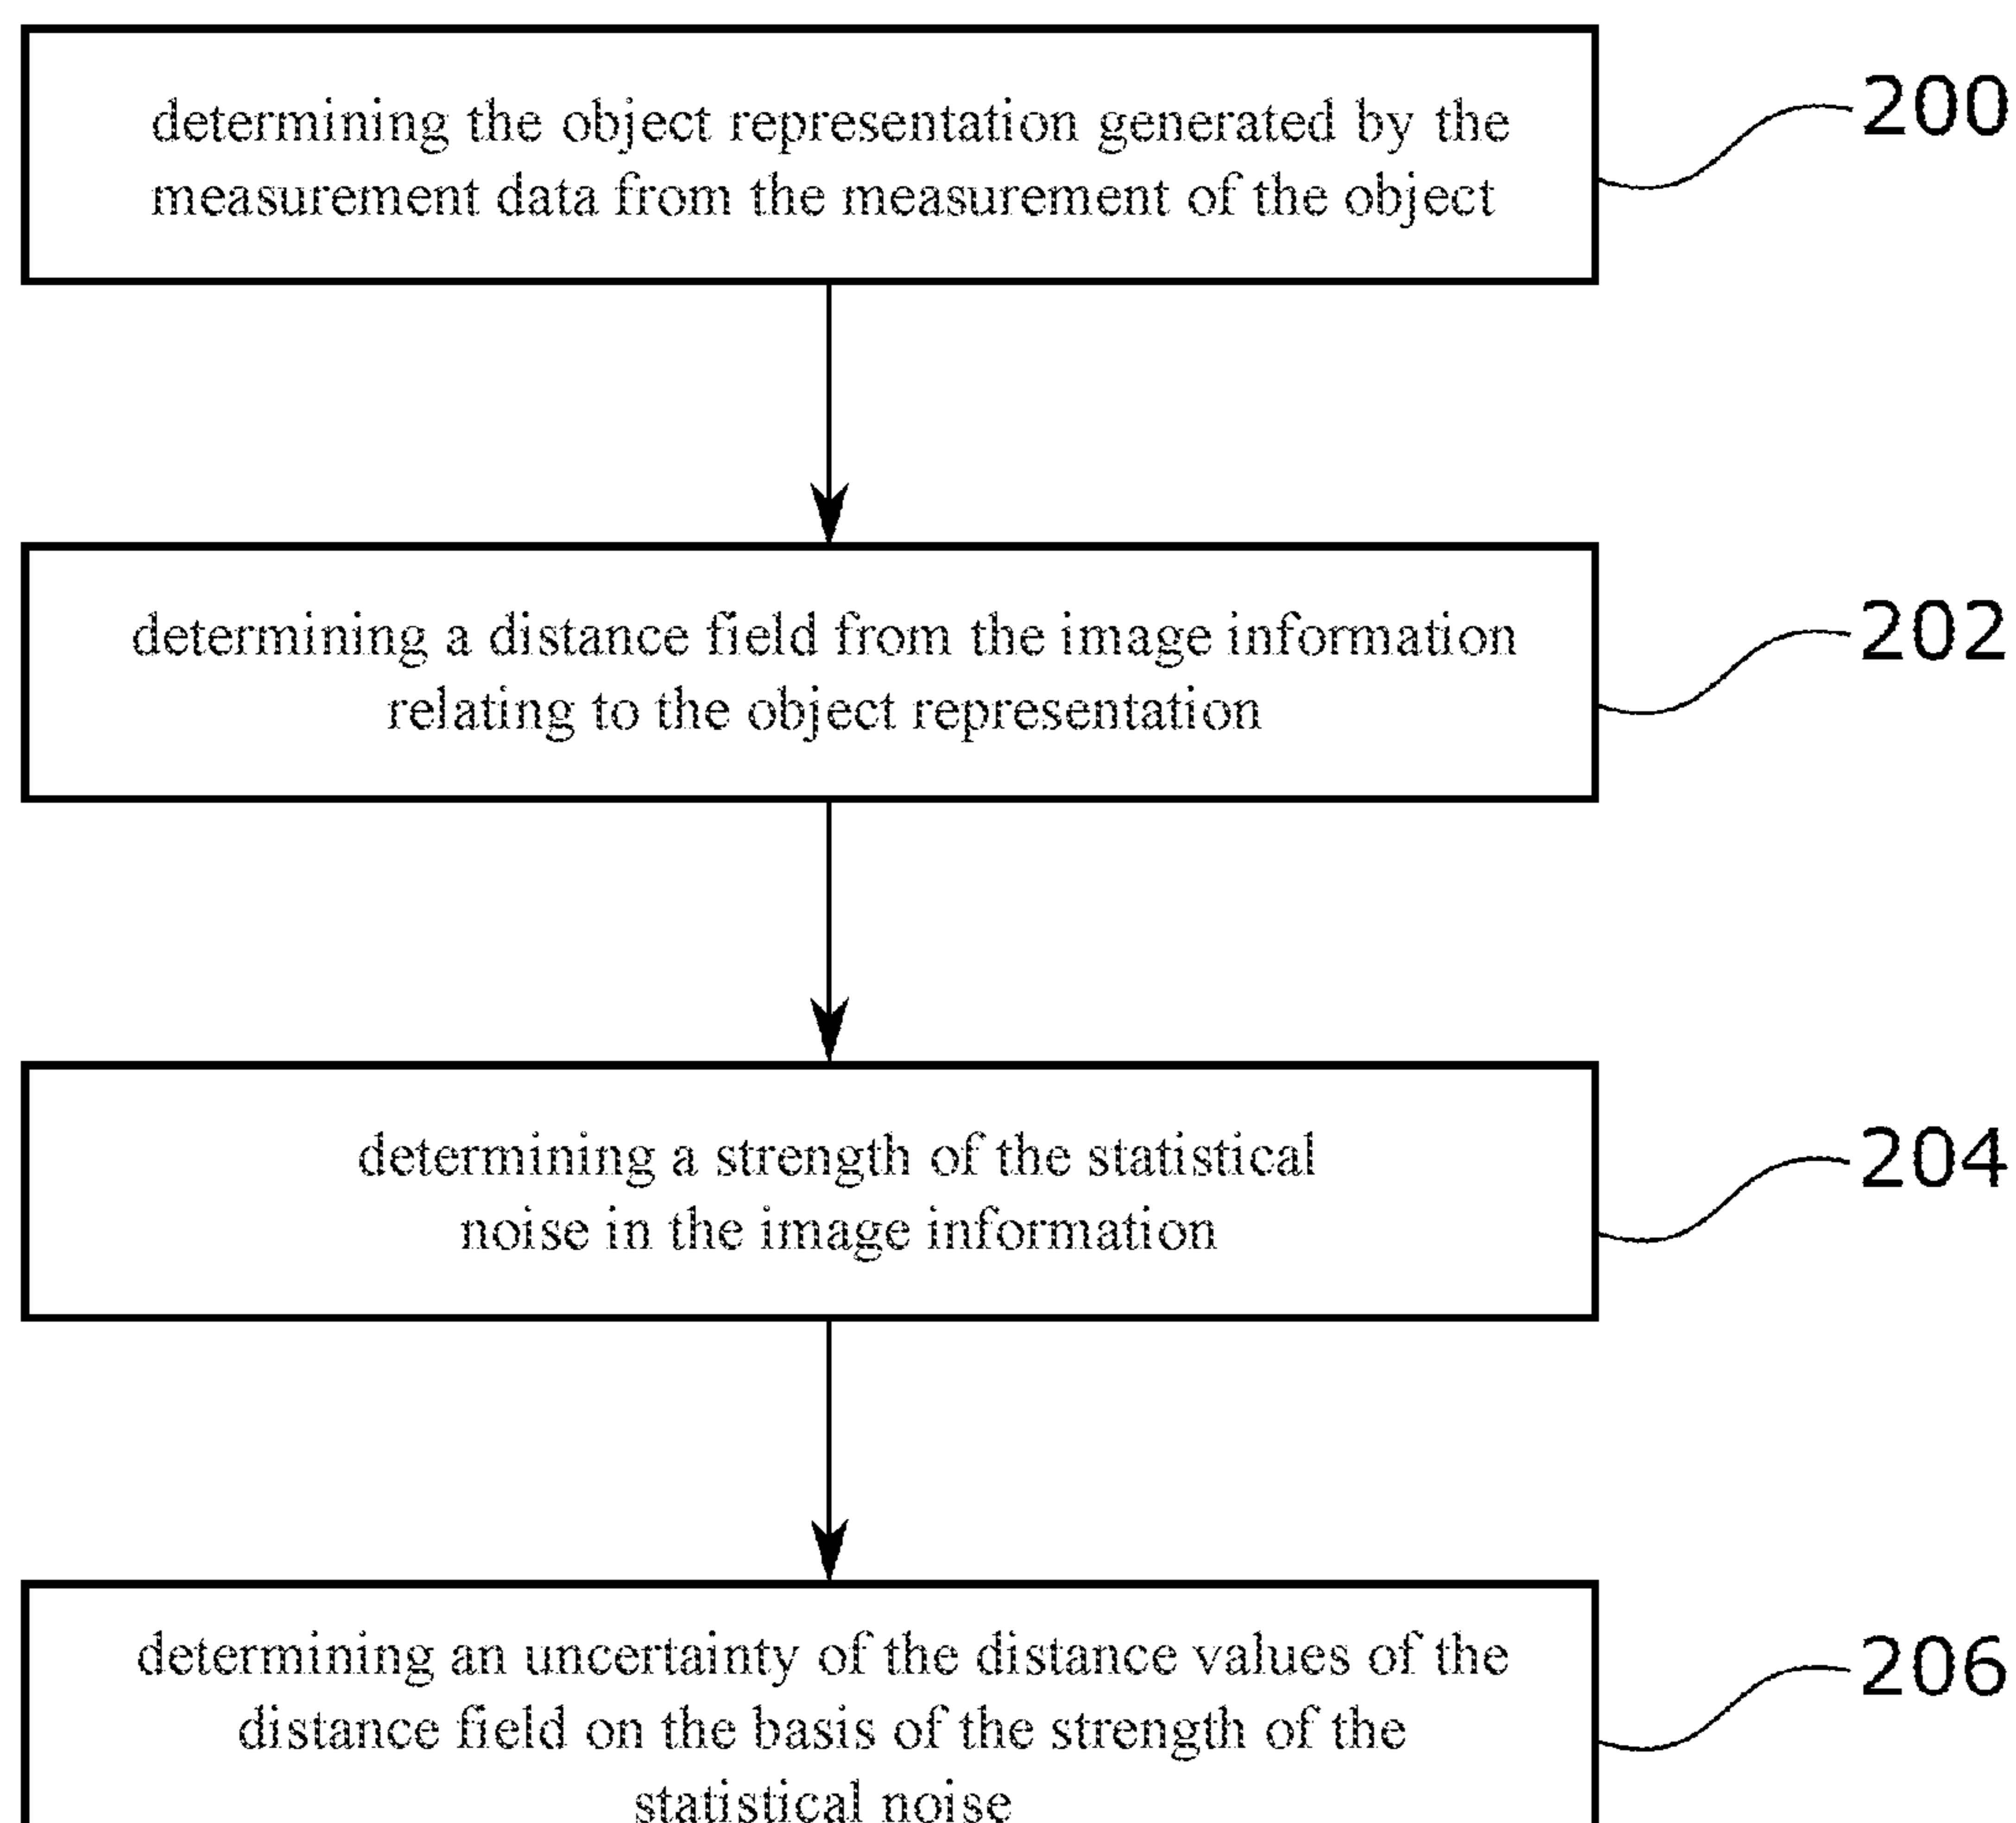 determining the object representation generated by the
measurement data from the measurement of the object
200
determining a distance field from the image information
relating to the object representation
202
determining a strength of the statistical
noise in the image information
204
determining an uncertainty of the distance values of the
distance field on the basis of the strength of the
statistical noise
206